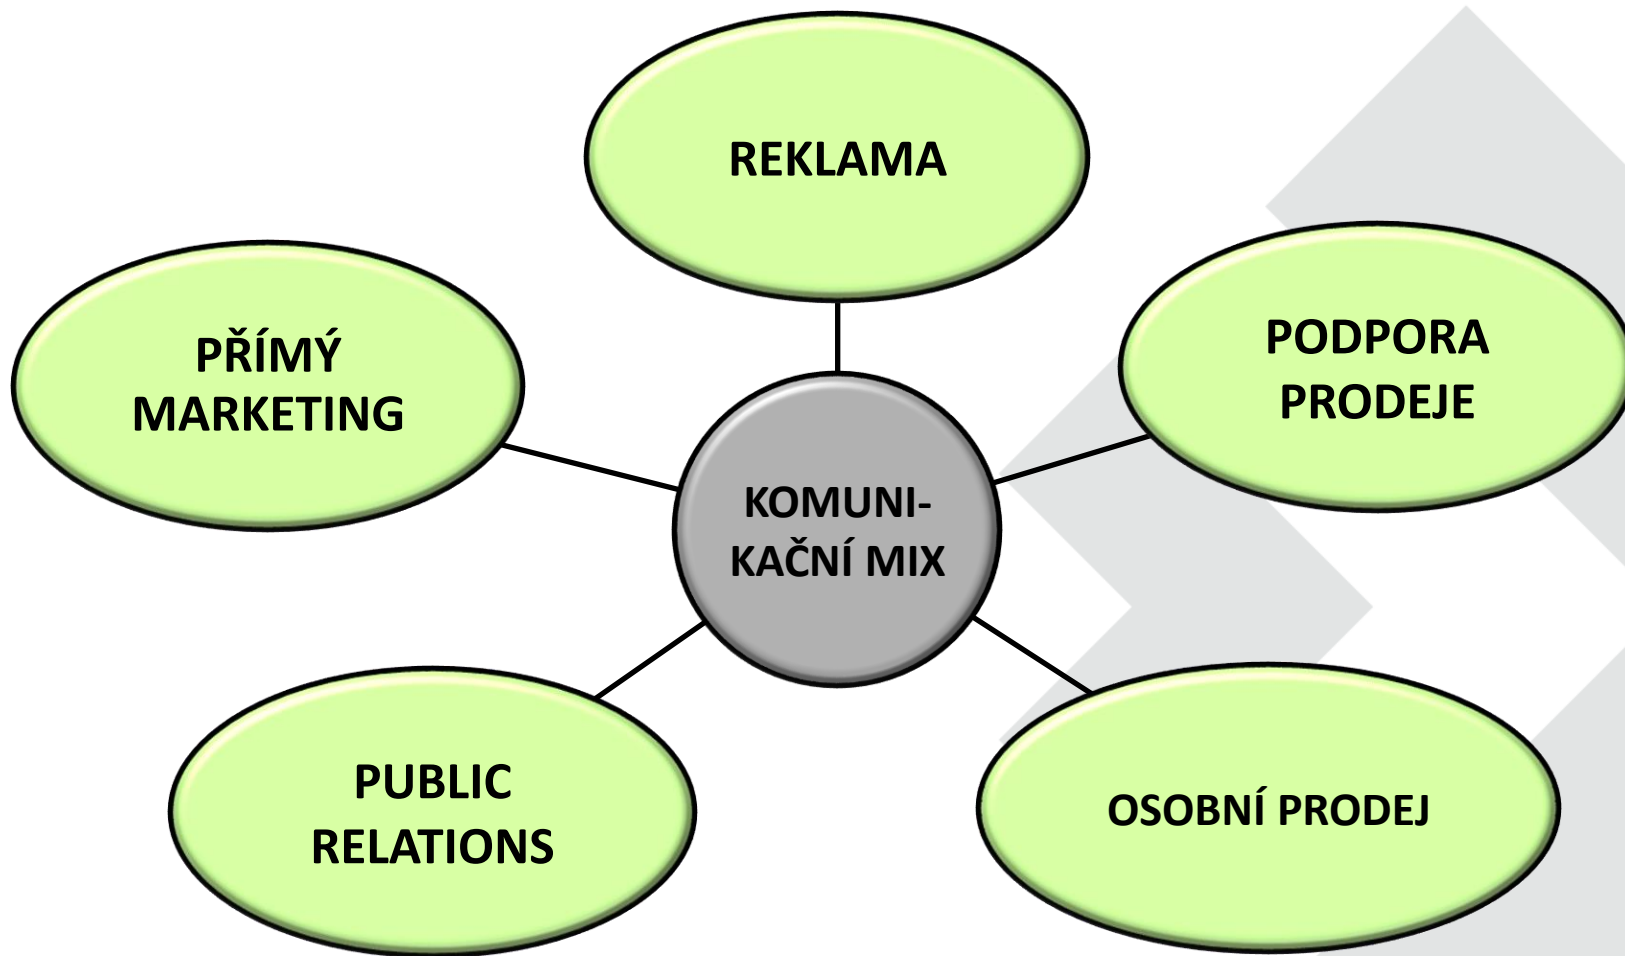 REKLAMA
PŘÍMÝ
MARKETING
PODPORA
PRODEJE
KOMUNI-
KAČNÍ MIX
PUBLIC
RELATIONS
OSOBNÍ PRODEJ